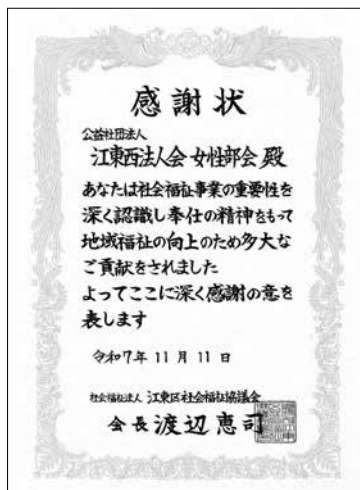 感謝状
公益社団法人
江東西法人会 女性部会 殿
あなたは社会福祉事業の重要性を
深く認識し奉仕の精神をもって
地域福祉の向上のため多大な
ご貢献をされました
よってここに深く感謝の意を
表します
令和7年 11月 11日
社会福祉法人 江東区社会福祉協議会
会長 渡辺恵司